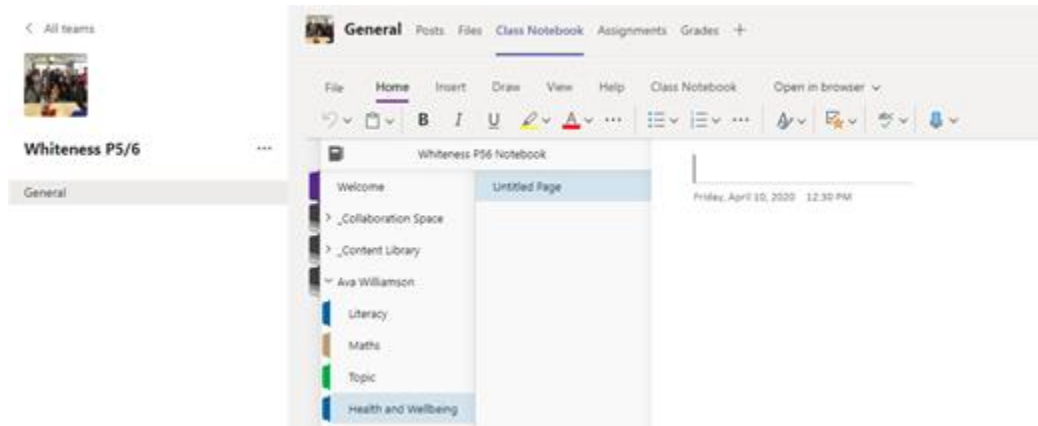 All teams
Whiteness P5/6
General
General Posts Files Class Notebook Assignments Grades +
File Home Insert Draw View Help Class Notebook Open in browser
B I U A
Whiteness P56 Notebook
Welcome
_Collaboration Space
_Content Library
Ava Williamson
Literacy
Maths
Topic
Health and Wellbeing
Untitled Page
Friday, April 10, 2020 12:30 PM